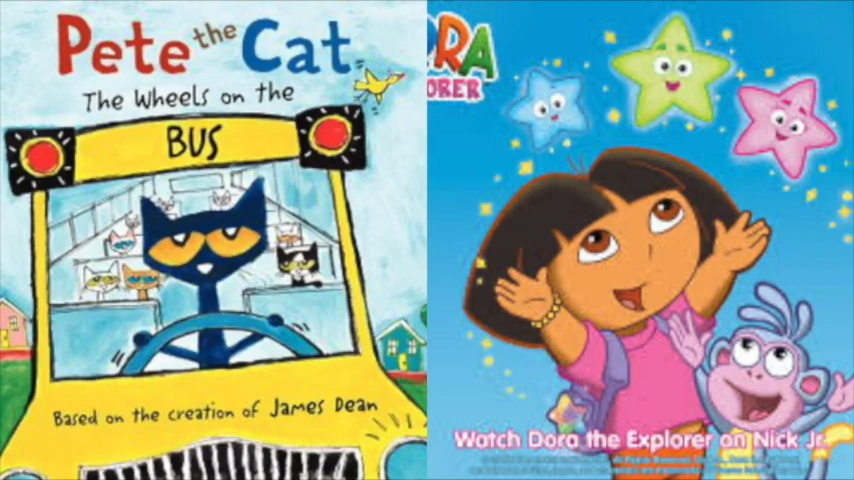 Pete the Cat
The Wheels on the
BUS
Based on the creation of James Dean
ORA
ORER
Watch Dora the Explorer on Nick Jr.